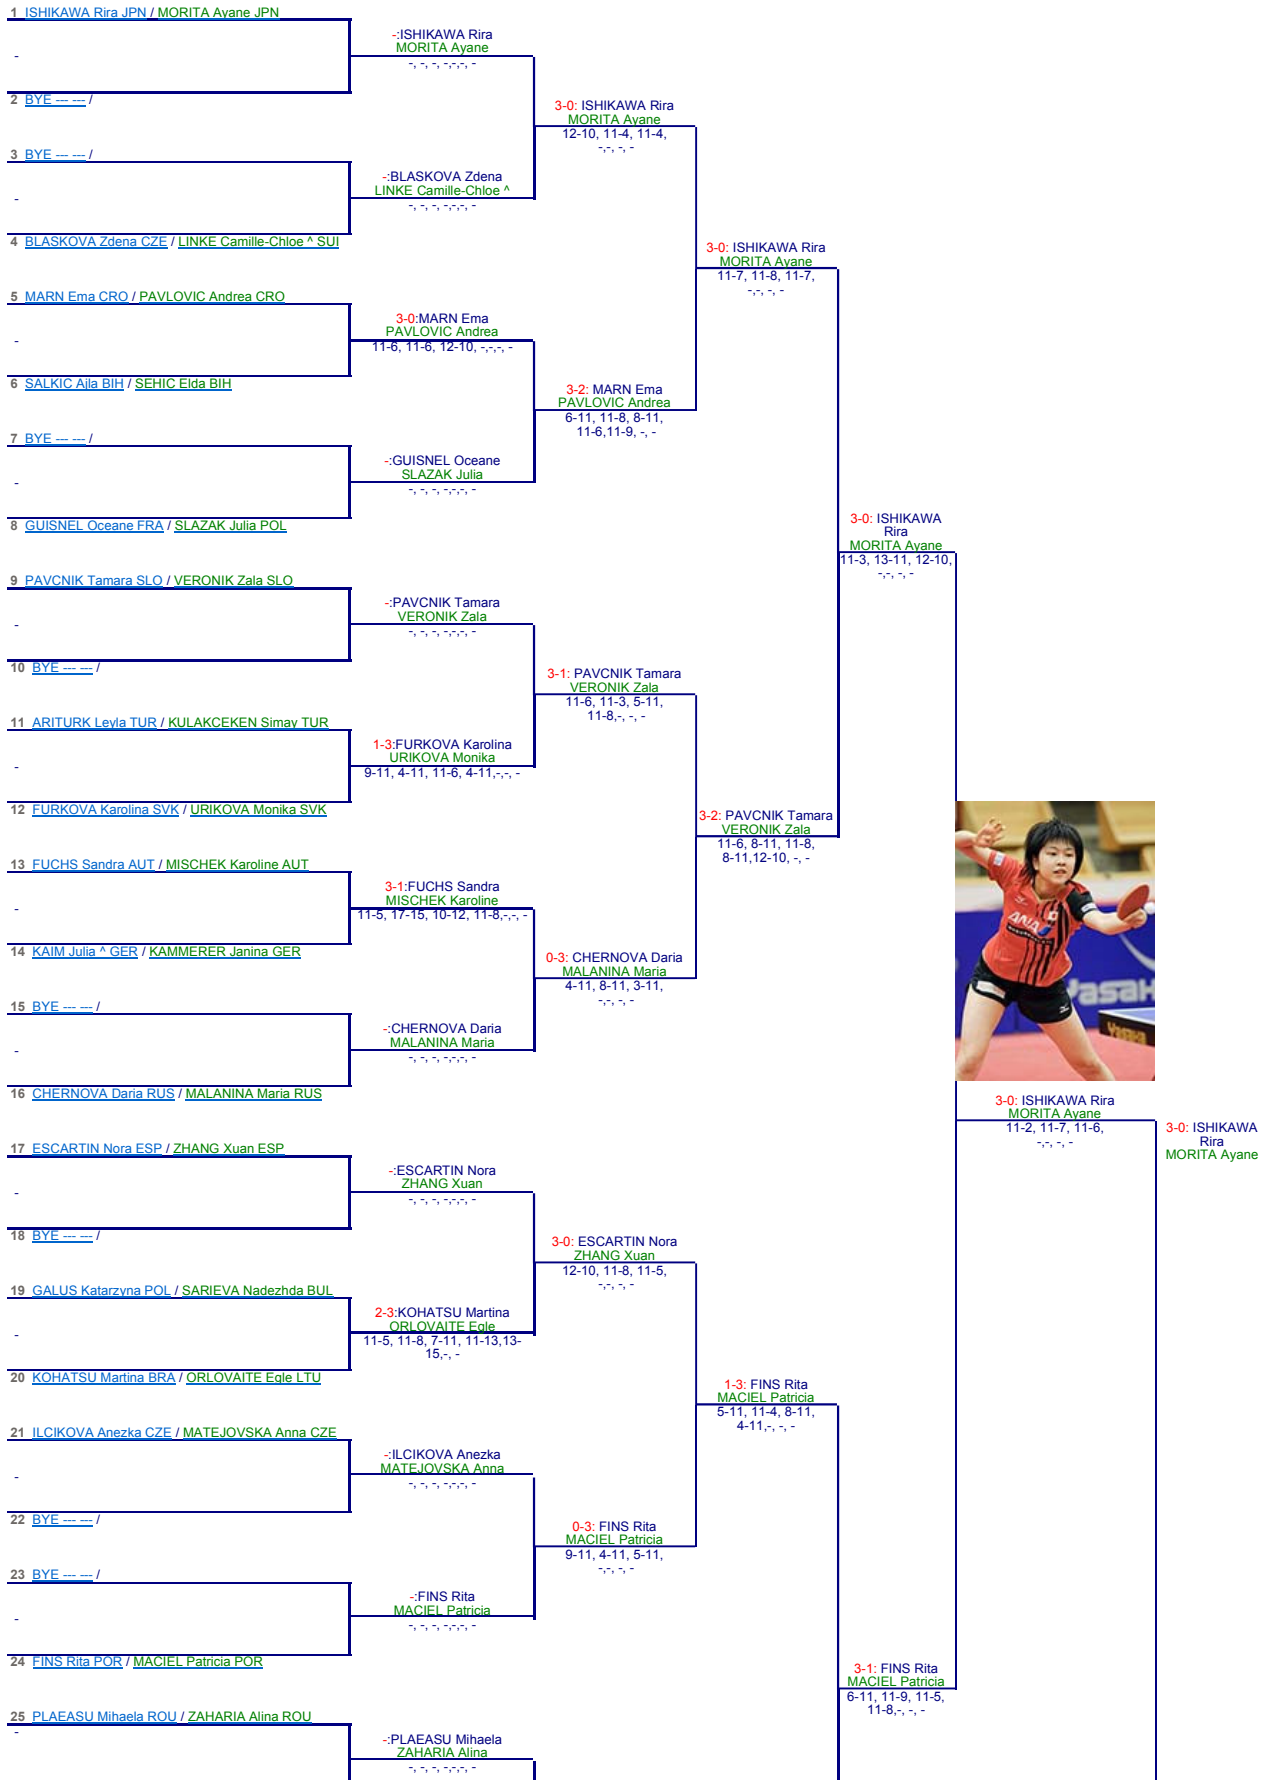 1 ISHIKAWA Rira JPN / MORITA Ayane JPN
-
2 BYE --- --- /
3 BYE --- --- /
-
4 BLASKOVA Zdena CZE / LINKE Camille-Chloe ^ SUI
5 MARN Ema CRO / PAVLOVIC Andrea CRO
-
6 SALKIC Ajla BIH / SEHIC Elda BIH
7 BYE --- --- /
-
8 GUISNEL Oceane FRA / SLAZAK Julia POL
9 PAVCNIK Tamara SLO / VERONIK Zala SLO
-
10 BYE --- --- /
11 ARITURK Leyla TUR / KULAKCEKEN Simay TUR
-
12 FURKOVA Karolina SVK / URIKOVA Monika SVK
13 FUCHS Sandra AUT / MISCHEK Karoline AUT
-
14 KAIM Julia ^ GER / KAMMERER Janina GER
15 BYE --- --- /
-
16 CHERNOVA Daria RUS / MALANINA Maria RUS
17 ESCARTIN Nora ESP / ZHANG Xuan ESP
-
18 BYE --- --- /
19 GALUS Katarzyna POL / SARIEVA Nadezhda BUL
-
20 KOHATSU Martina BRA / ORLOVAITE Egle LTU
21 ILCIKOVA Anezka CZE / MATEJOVSKA Anna CZE
-
22 BYE --- --- /
23 BYE --- --- /
-
24 FINS Rita POR / MACIEL Patricia POR
25 PLAEASU Mihaela ROU / ZAHARIA Alina ROU
-
-:ISHIKAWA Rira
MORITA Ayane
-, -, -, -,-,-, -
-:BLASKOVA Zdena
LINKE Camille-Chloe ^
-, -, -, -,-,-, -
3-0:MARN Ema
PAVLOVIC Andrea
11-6, 11-6, 12-10, -,-,-, -
-:GUISNEL Oceane
SLAZAK Julia
-, -, -, -,-,-, -
-:PAVCNIK Tamara
VERONIK Zala
-, -, -, -,-,-, -
1-3:FURKOVA Karolina
URIKOVA Monika
9-11, 4-11, 11-6, 4-11,-,-, -
3-1:FUCHS Sandra
MISCHEK Karoline
11-5, 17-15, 10-12, 11-8,-,-, -
-:CHERNOVA Daria
MALANINA Maria
-, -, -, -,-,-, -
-:ESCARTIN Nora
ZHANG Xuan
-, -, -, -,-,-, -
2-3:KOHATSU Martina
ORLOVAITE Egle
11-5, 11-8, 7-11, 11-13,13-
15,-, -
-:ILCIKOVA Anezka
MATEJOVSKA Anna
-, -, -, -,-,-, -
-:FINS Rita
MACIEL Patricia
-, -, -, -,-,-, -
-:PLAEASU Mihaela
ZAHARIA Alina
-, -, -, -,-,-, -
3-0: ISHIKAWA Rira
MORITA Ayane
12-10, 11-4, 11-4,
-,-, -, -
3-2: MARN Ema
PAVLOVIC Andrea
6-11, 11-8, 8-11,
11-6,11-9, -, -
3-1: PAVCNIK Tamara
VERONIK Zala
11-6, 11-3, 5-11,
11-8,-, -, -
0-3: CHERNOVA Daria
MALANINA Maria
4-11, 8-11, 3-11,
-,-, -, -
3-0: ESCARTIN Nora
ZHANG Xuan
12-10, 11-8, 11-5,
-,-, -, -
0-3: FINS Rita
MACIEL Patricia
9-11, 4-11, 5-11,
-,-, -, -
3-0: ISHIKAWA Rira
MORITA Ayane
11-7, 11-8, 11-7,
-,-, -, -
3-2: PAVCNIK Tamara
VERONIK Zala
11-6, 8-11, 11-8,
8-11,12-10, -, -
1-3: FINS Rita
MACIEL Patricia
5-11, 11-4, 8-11,
4-11,-, -, -
3-0: ISHIKAWA
Rira
MORITA Ayane
11-3, 13-11, 12-10,
-,-, -, -
3-1: FINS Rita
MACIEL Patricia
6-11, 11-9, 11-5,
11-8,-, -, -
ANA
Yasak
3-0: ISHIKAWA Rira
MORITA Ayane
11-2, 11-7, 11-6,
-,-, -, -
3-0: ISHIKAWA
Rira
MORITA Ayane